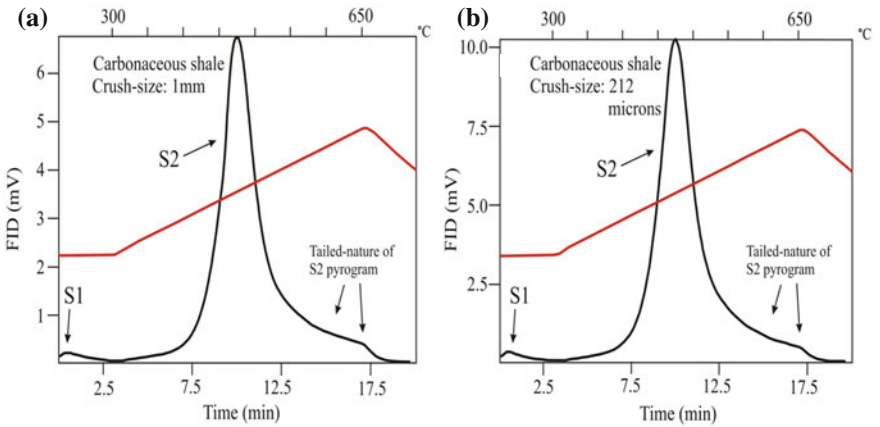 (a)
300
650
°C
Carbonaceous shale
Crush-size: 1mm
6
5
4
3
2
1
FID (mV)
S2
S1
Tailed-nature of
S2 pyrogram
2.5
7.5
12.5
17.5
Time (min)
(b)
300
650
°C
Carbonaceous shale
Crush-size: 212
microns
10.0
7.5
5.0
2.5
FID (mV)
S2
S1
Tailed-nature of
S2 pyrogram
2.5
7.5
12.5
17.5
Time (min)